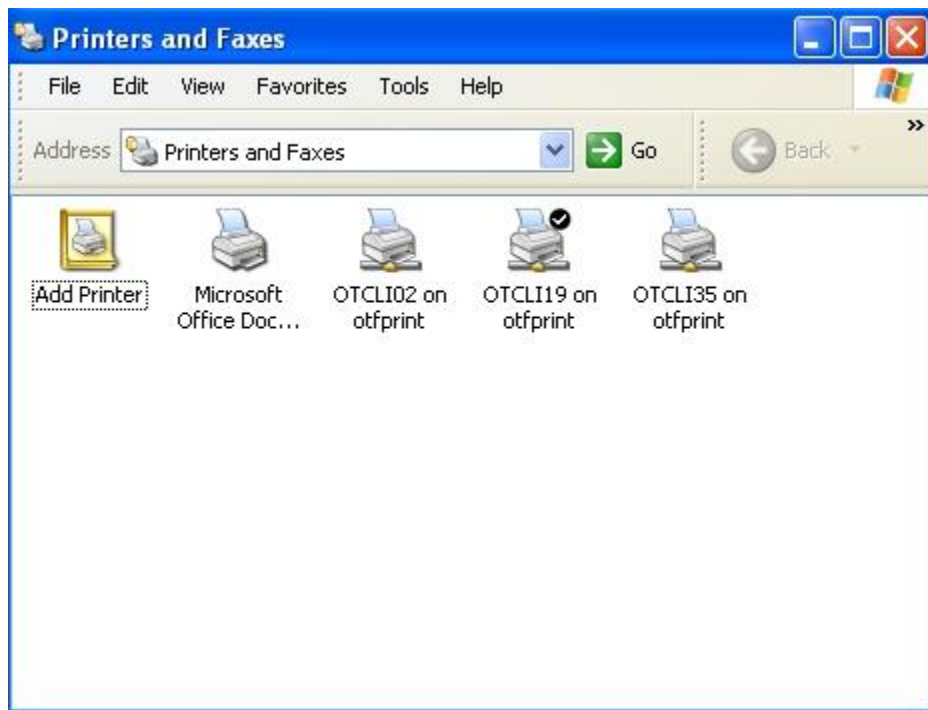 Printers and Faxes
File Edit View Favorites Tools Help
Address Printers and Faxes Go Back
Add Printer
Microsoft
Office Doc...
OTCLI02 on
otfprint
OTCLI19 on
otfprint
OTCLI35 on
otfprint